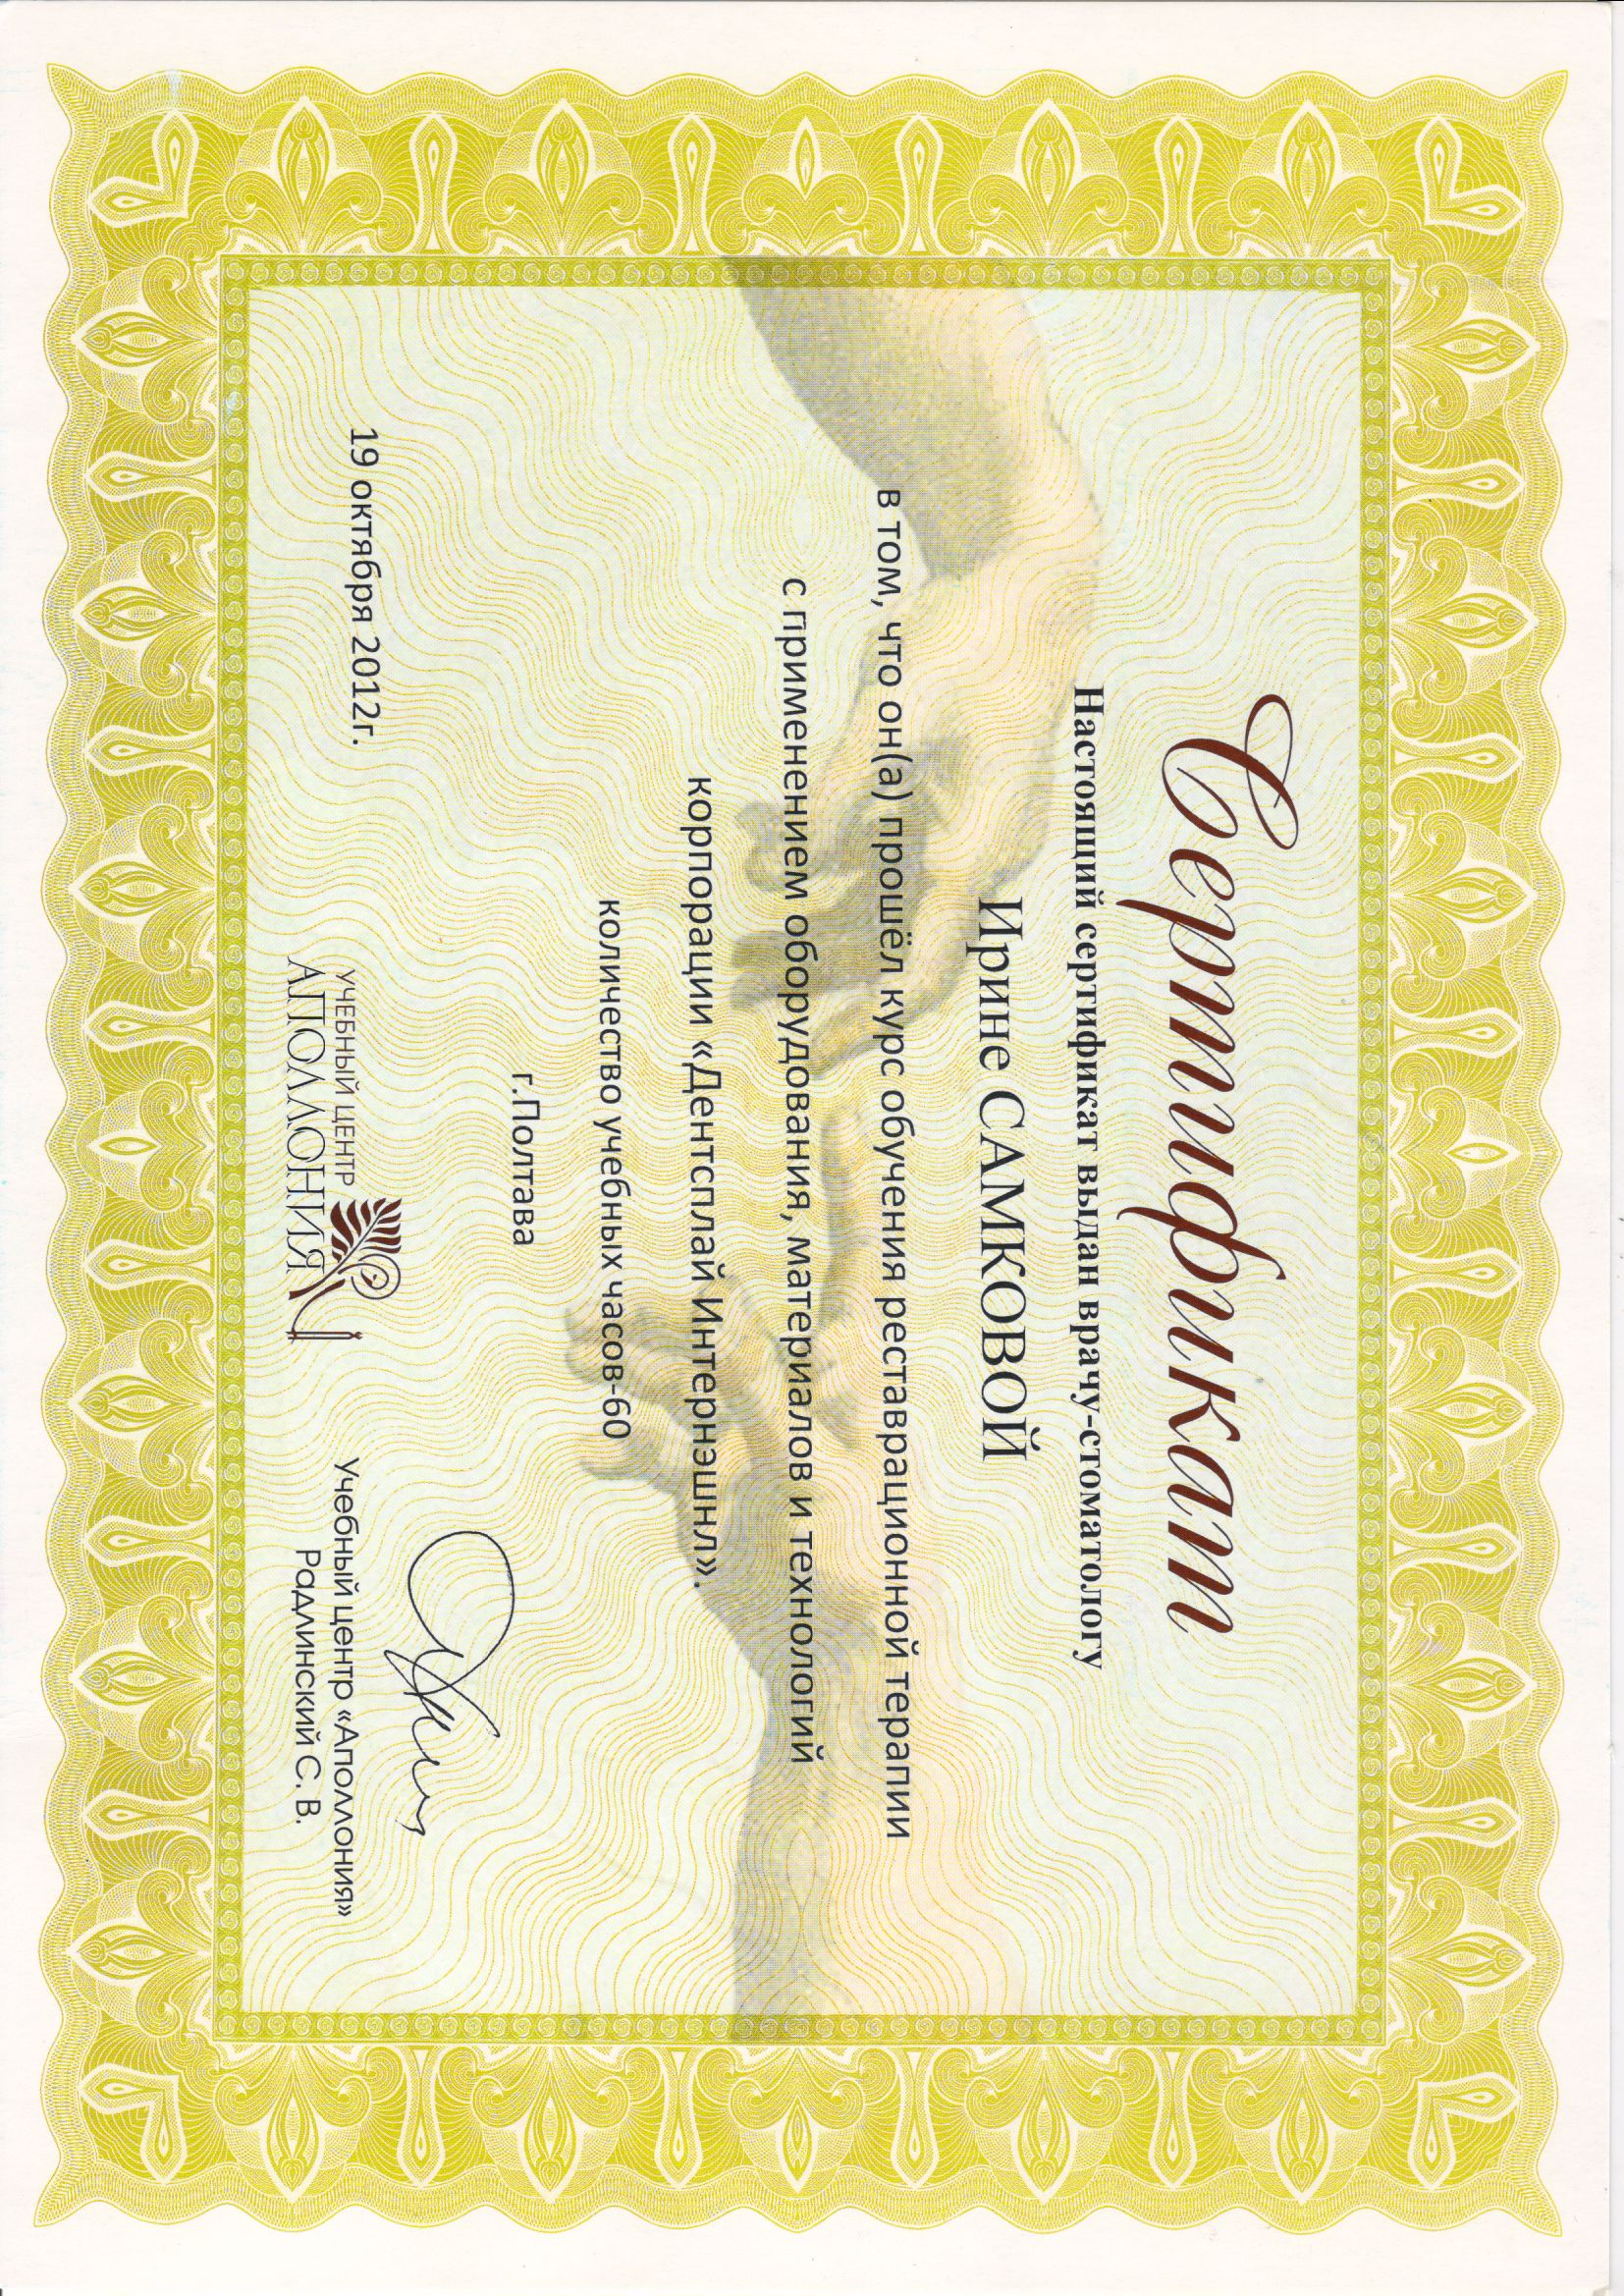 Сертификат
Настоящий сертификат выдан врачу-стоматологу
Ирине САМКОВОЙ
в том, что он(а) прошёл курс обучения реставрационной терапии
с применением оборудования, материалов и технологий
корпорации «Дентсплай Интернэшнл».
количество учебных часов-60
г.Полтава
19 октября 2012г.
УЧЕБНЫЙ ЦЕНТР
АПОЛЛОНИЯ
Учебный центр «Аполлония»
Радлинский С. В.